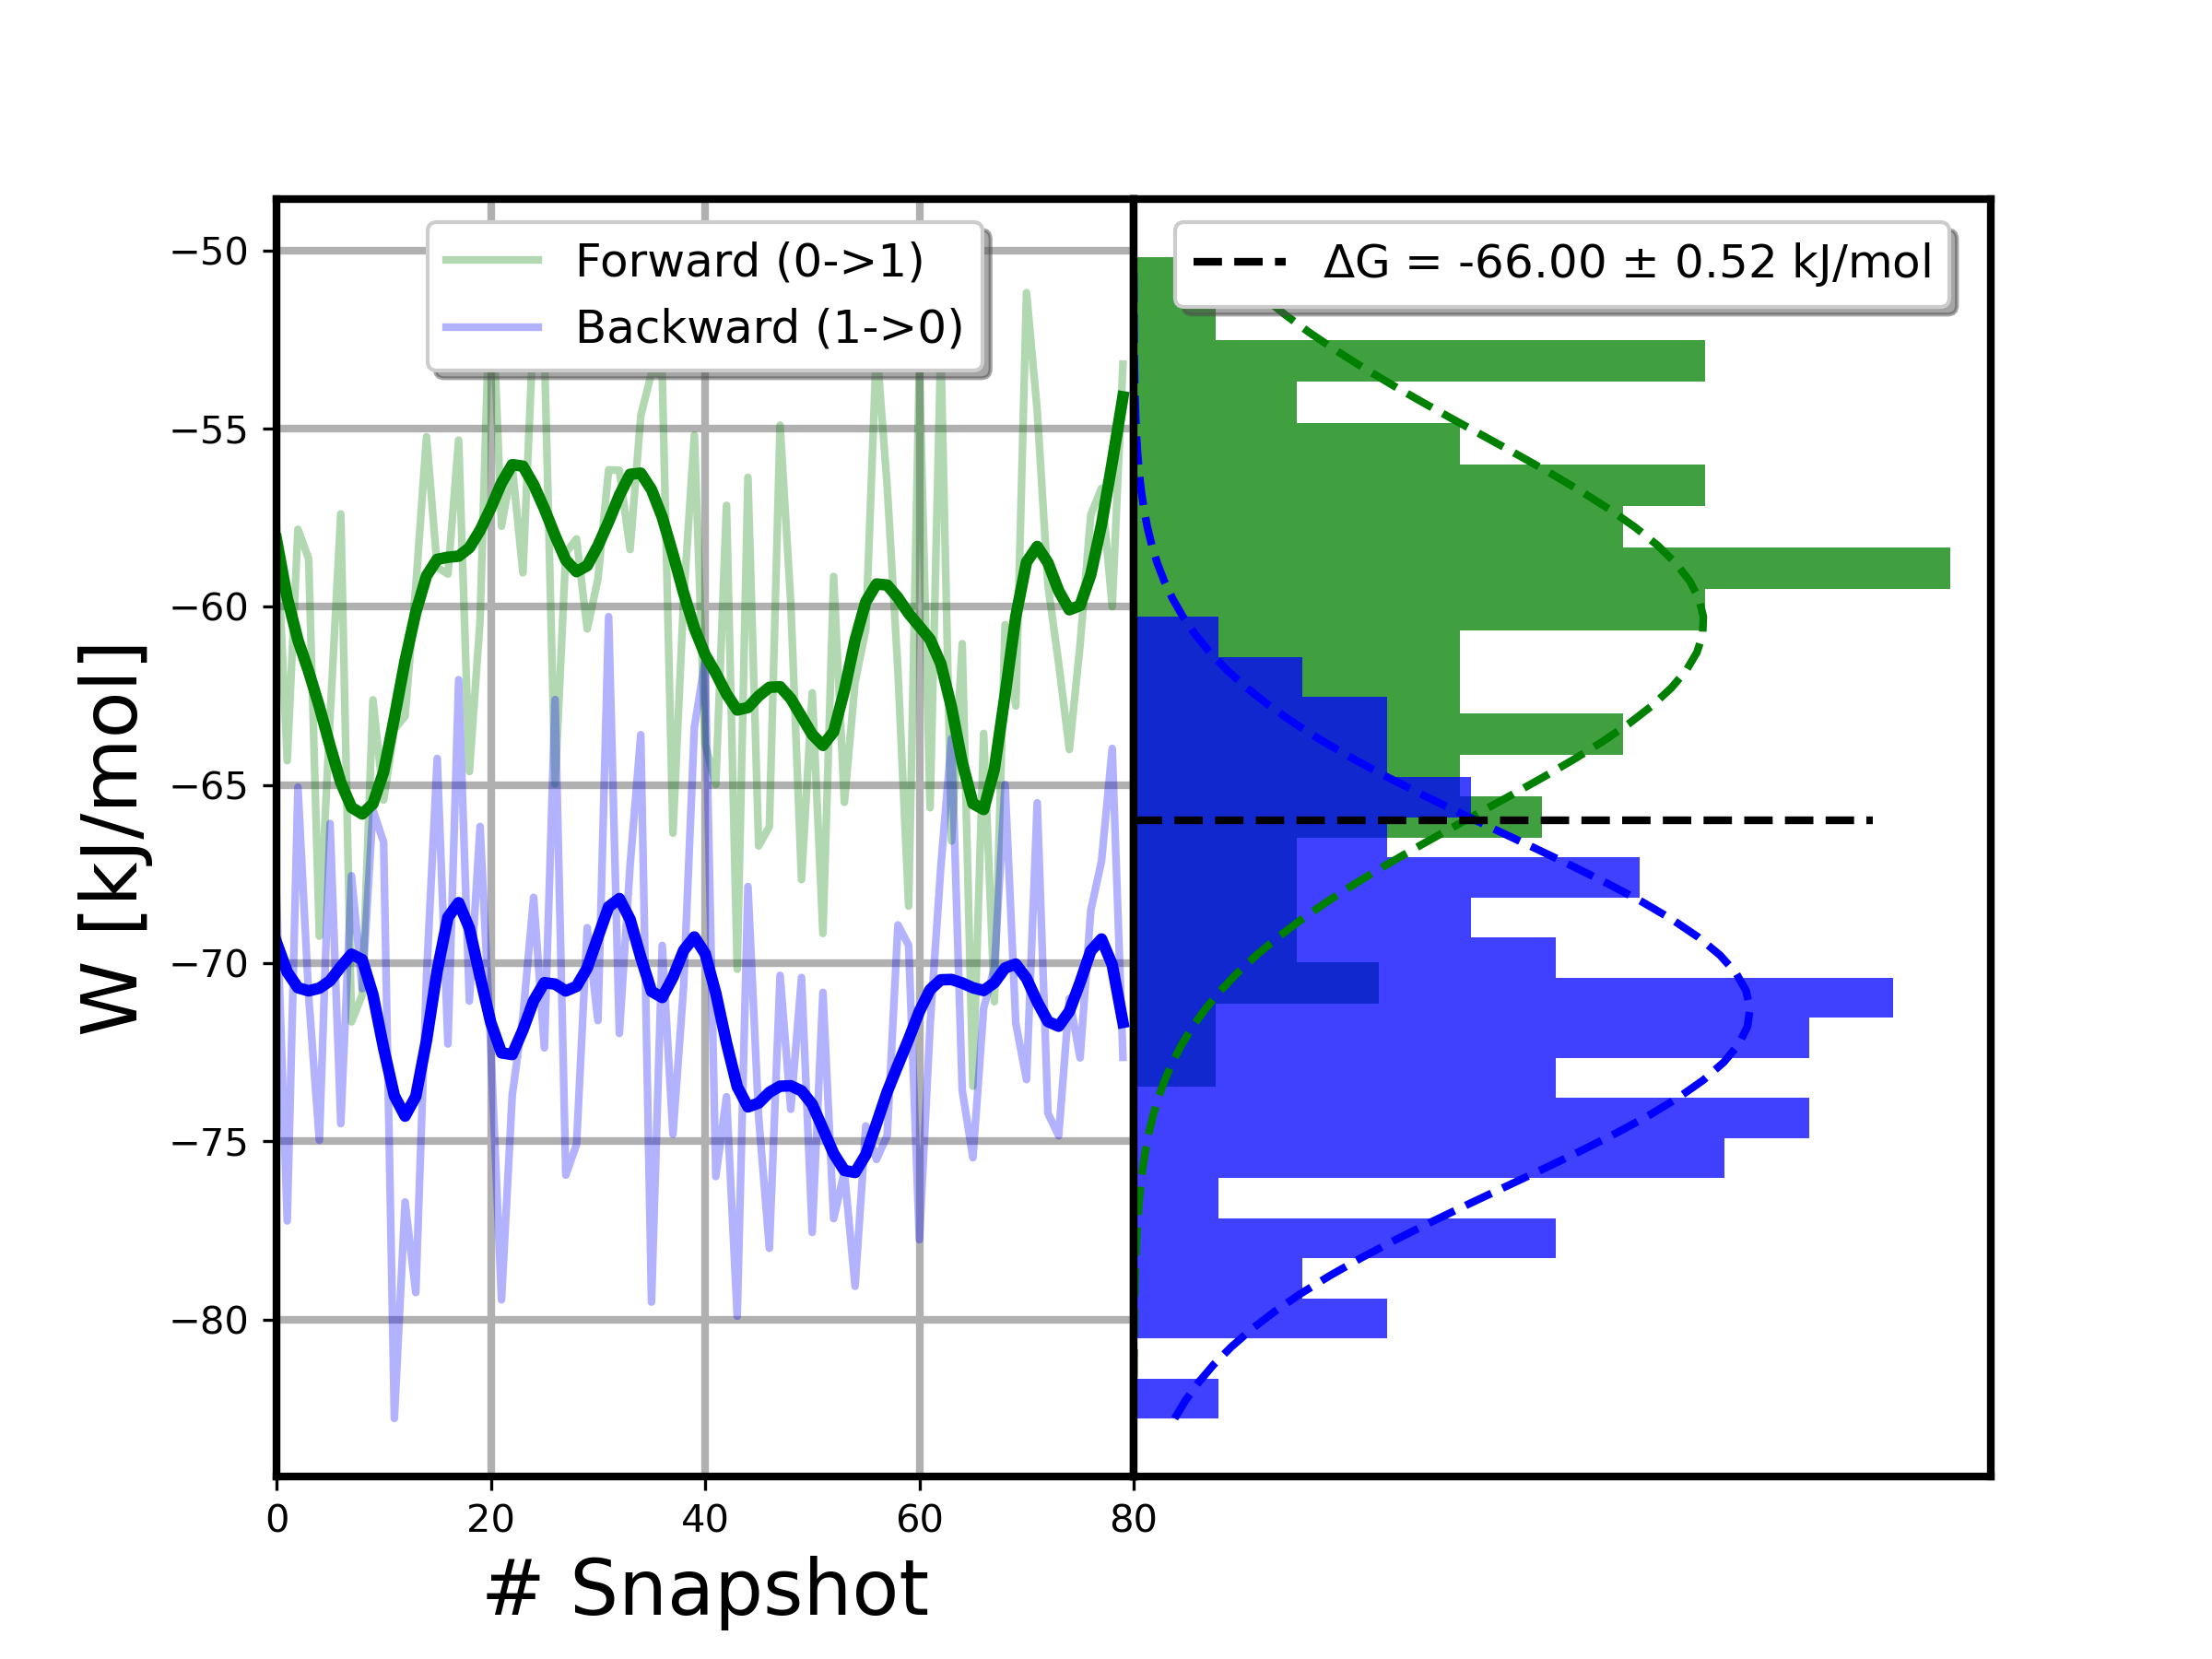 Forward (0->1)
Backward (1->0)
ΔG = -66.00 ± 0.52 kJ/mol
W [kJ/mol]
−50
−55
−60
−65
−70
−75
−80
0 20 40 60 80
# Snapshot